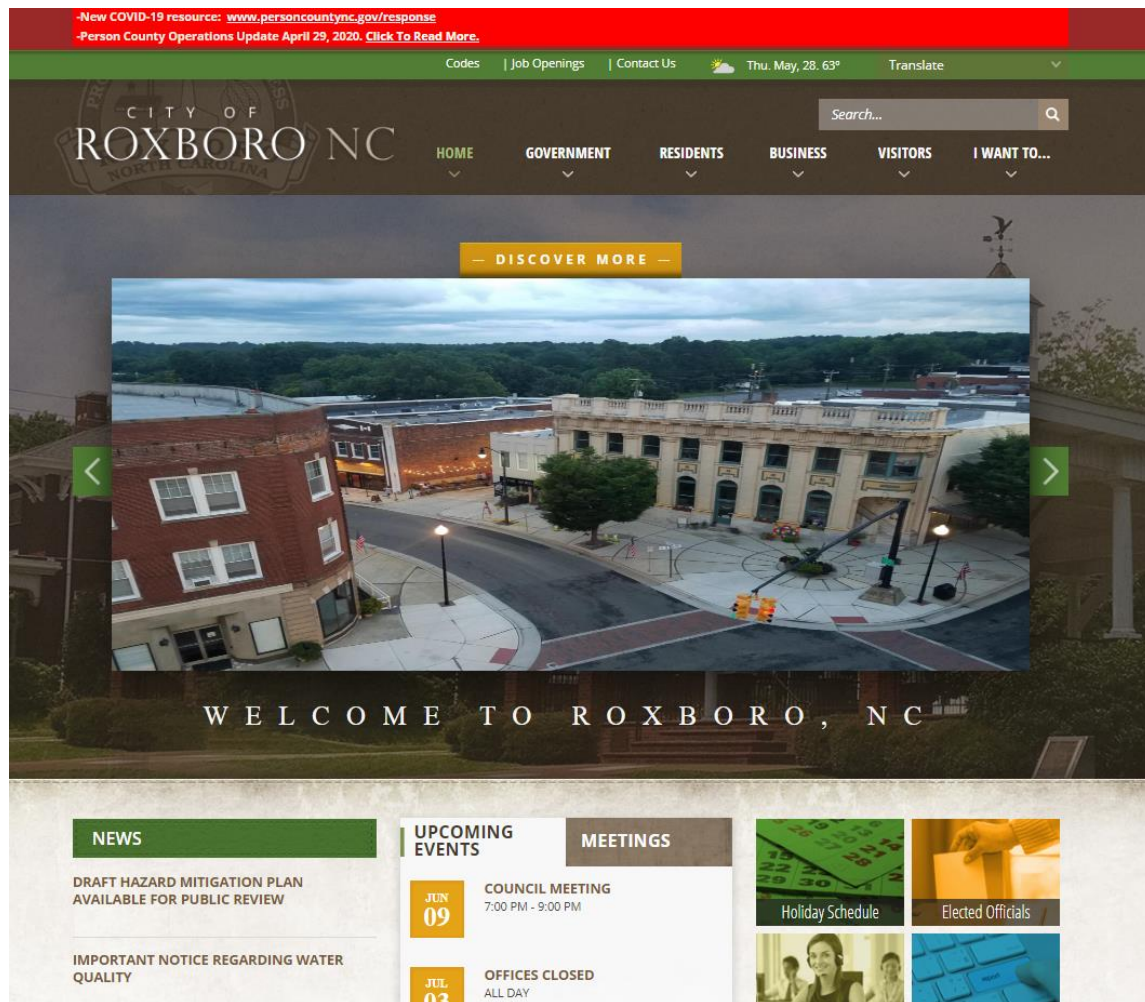 -New COVID-19 resource: www.personcountync.gov/response
-Person County Operations Update April 29, 2020. Click To Read More.
Codes | Job Openings | Contact Us Thu. May, 28. 63° Translate
CITY OF
ROXBORO NC
NORTH CAROLINA
Search...
HOME GOVERNMENT RESIDENTS BUSINESS VISITORS I WANT TO...
— DISCOVER MORE —
WELCOME TO ROXBORO, NC
NEWS
DRAFT HAZARD MITIGATION PLAN
AVAILABLE FOR PUBLIC REVIEW
IMPORTANT NOTICE REGARDING WATER
QUALITY
UPCOMING
EVENTS
MEETINGS
JUN
09
COUNCIL MEETING
7:00 PM - 9:00 PM
JUL
03
OFFICES CLOSED
ALL DAY
Holiday Schedule
Elected Officials